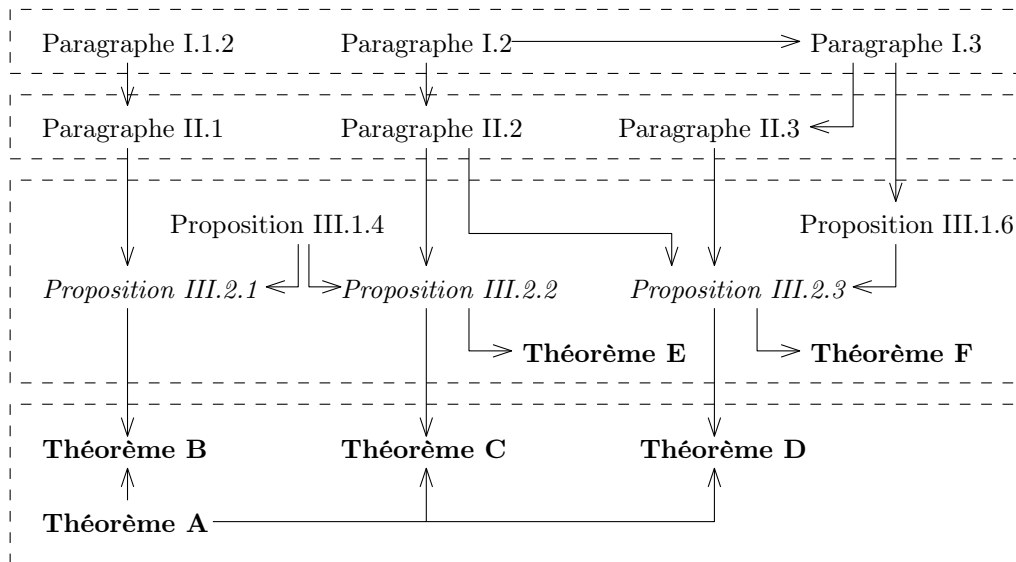 Paragraphe I.1.2 Paragraphe I.2 Paragraphe I.3
Paragraphe II.1 Paragraphe II.2 Paragraphe II.3
Proposition III.1.4 Proposition III.1.6
Proposition III.2.1 Proposition III.2.2 Proposition III.2.3
Théorème E Théorème F
Théorème B Théorème C Théorème D
Théorème A